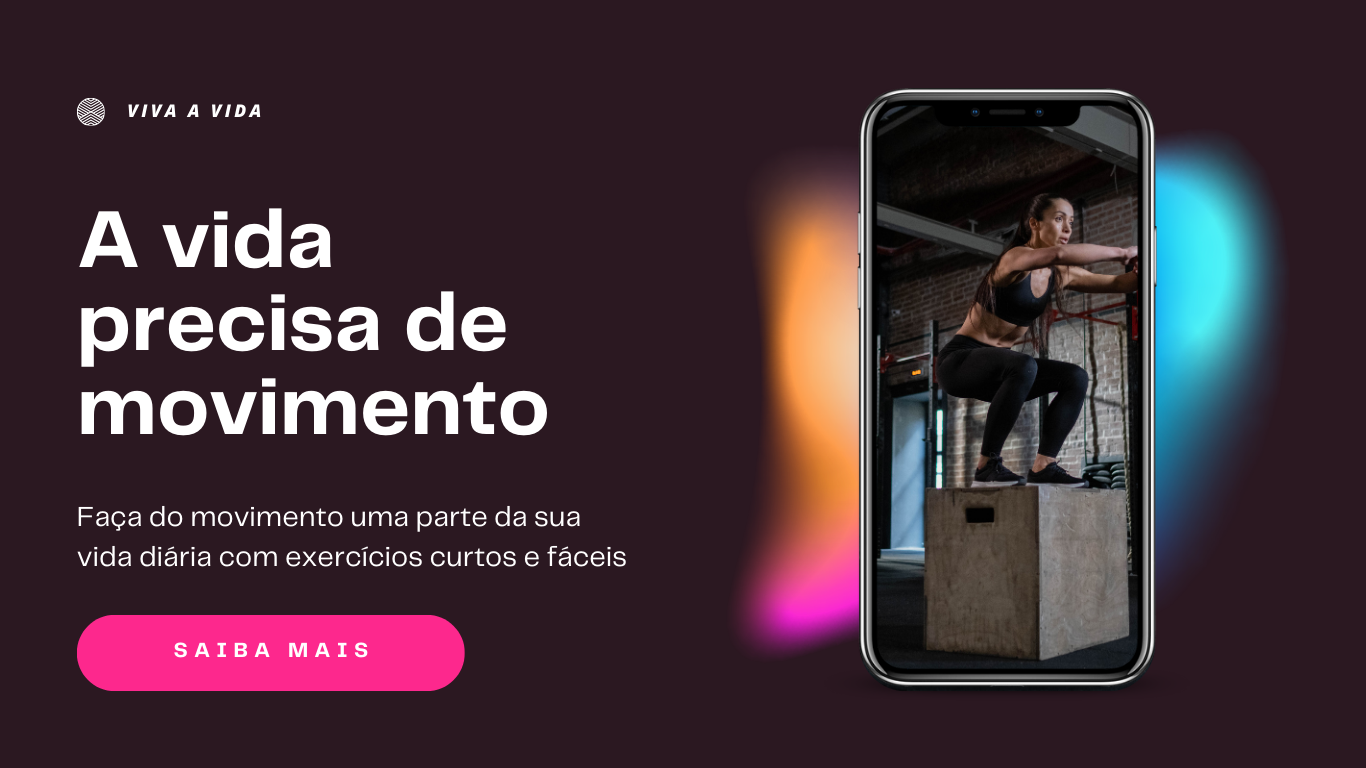 VIVA A VIDA
A vida
precisa de
movimento
Faça do movimento uma parte da sua
vida diária com exercícios curtos e fáceis
SAIBA MAIS